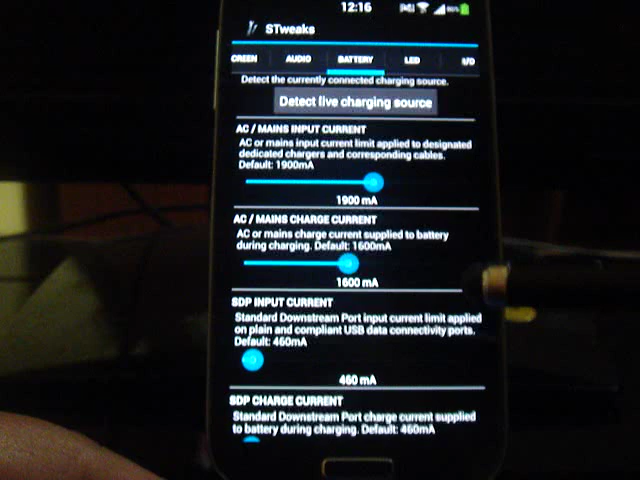 12:16
STweaks
CREEN AUDIO BATTERY LED I/O
Detect the currently connected charging source.
Detect live charging source
AC / MAINS INPUT CURRENT
AC or mains input current limit applied to designated
dedicated chargers and corresponding cables.
Default: 1900mA
1900 mA
AC / MAINS CHARGE CURRENT
AC or mains charge current supplied to battery
during charging. Default: 1600mA
1600 mA
SDP INPUT CURRENT
Standard Downstream Port input current limit applied
on plain and compliant USB data connectivity ports.
Default: 460mA
460 mA
SDP CHARGE CURRENT
Standard Downstream Port charge current supplied
to battery during charging. Default: 460mA